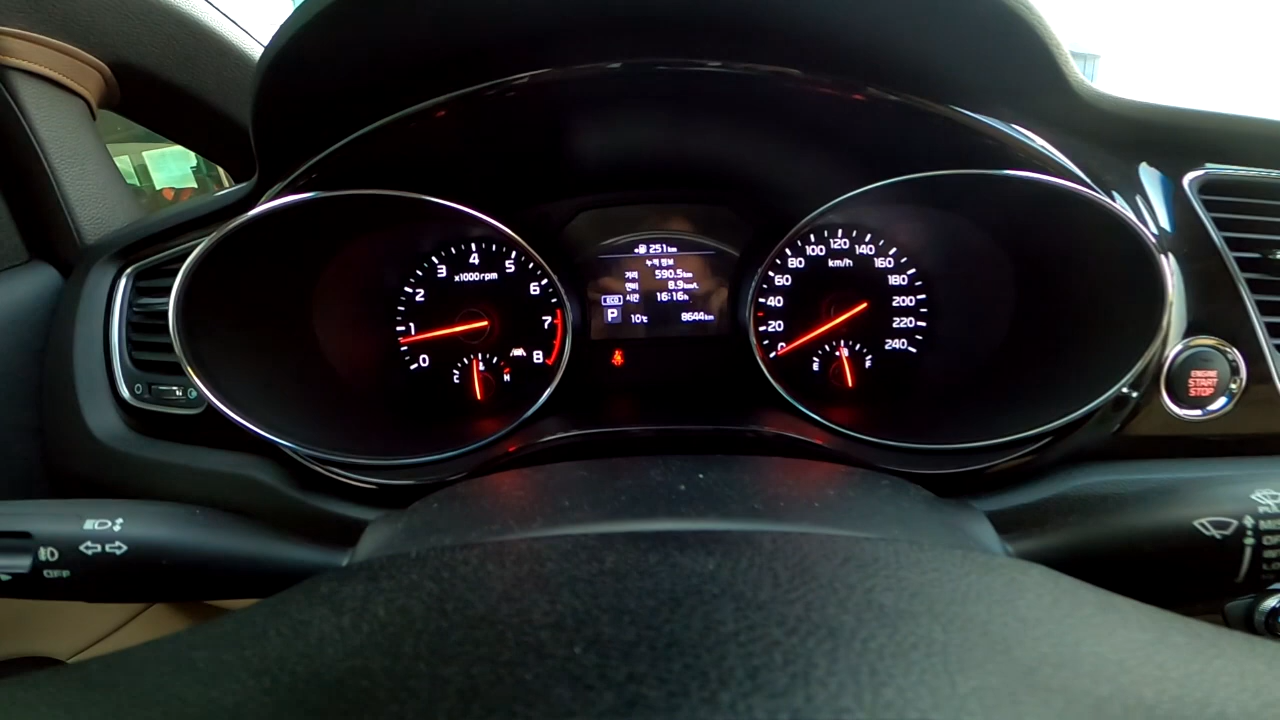 4
3 5
2 6
1 7
0 8
x1000rpm
C H
251km
누적 정보
거리 590.5km
연비 8.9km/L
ECO 시간 16:16h
P 10℃ 8644km
120
100 140
80 160
60 180
40 200
20 220
0 240
km/h
E F
ENGINE
START
STOP
0
OFF